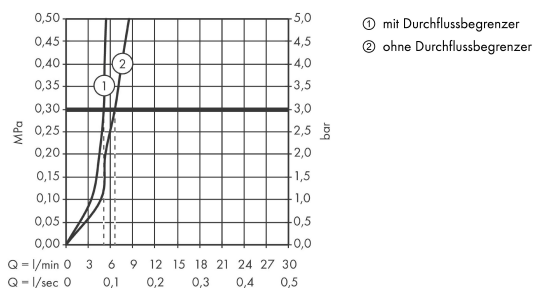 ① mit Durchflussbegrenzer
② ohne Durchflussbegrenzer
0,50 5,0
0,45 4,5
0,40 ② 4,0
0,35 ① 3,5
0,30 3,0
0,25 2,5
0,20 2,0
0,15 1,5
0,10 1,0
0,05 0,5
0,00 0,0
MPa
bar
Q = l/min 0 3 6 9 12 15 18 21 24 27 30
Q = l/sec 0 0,1 0,2 0,3 0,4 0,5